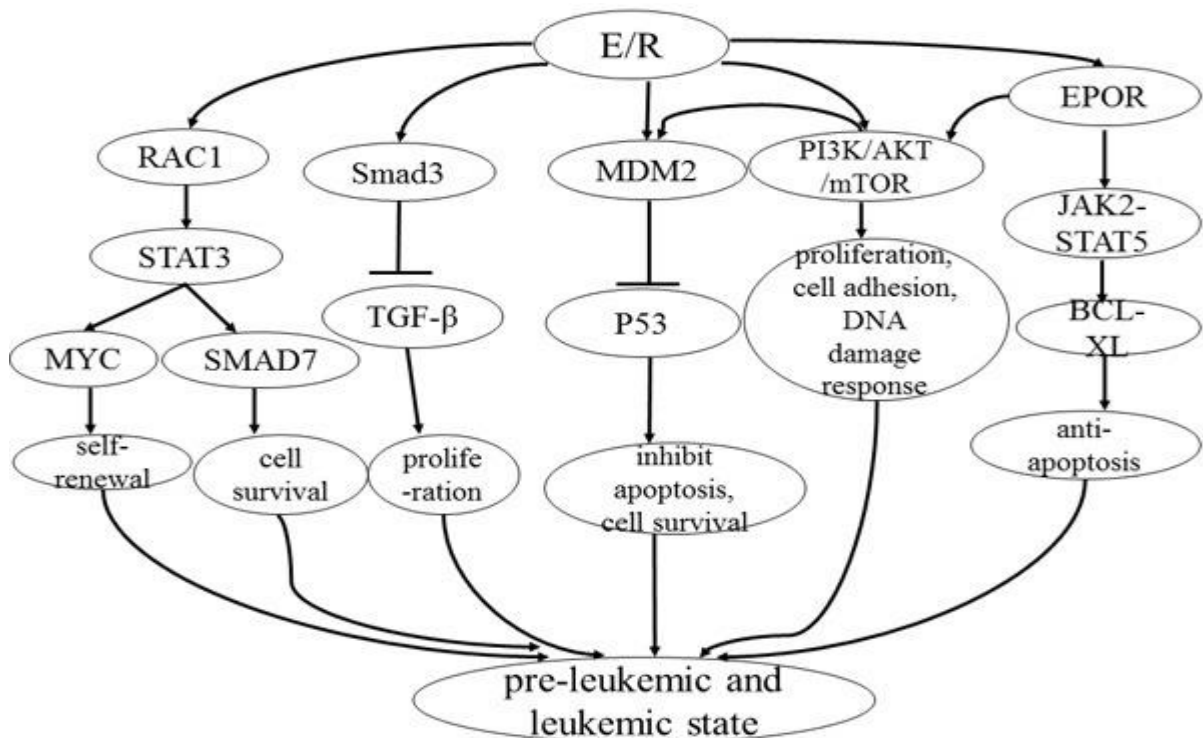 E/R
EPOR
RAC1
Smad3
MDM2
PI3K/AKT
/mTOR
STAT3
JAK2-
STAT5
proliferation,
cell adhesion,
DNA
damage
response
TGF-β
P53
BCL-
XL
MYC
SMAD7
self-
renewal
cell
survival
prolife
-ration
inhibit
apoptosis,
cell survival
anti-
apoptosis
pre-leukemic and
leukemic state